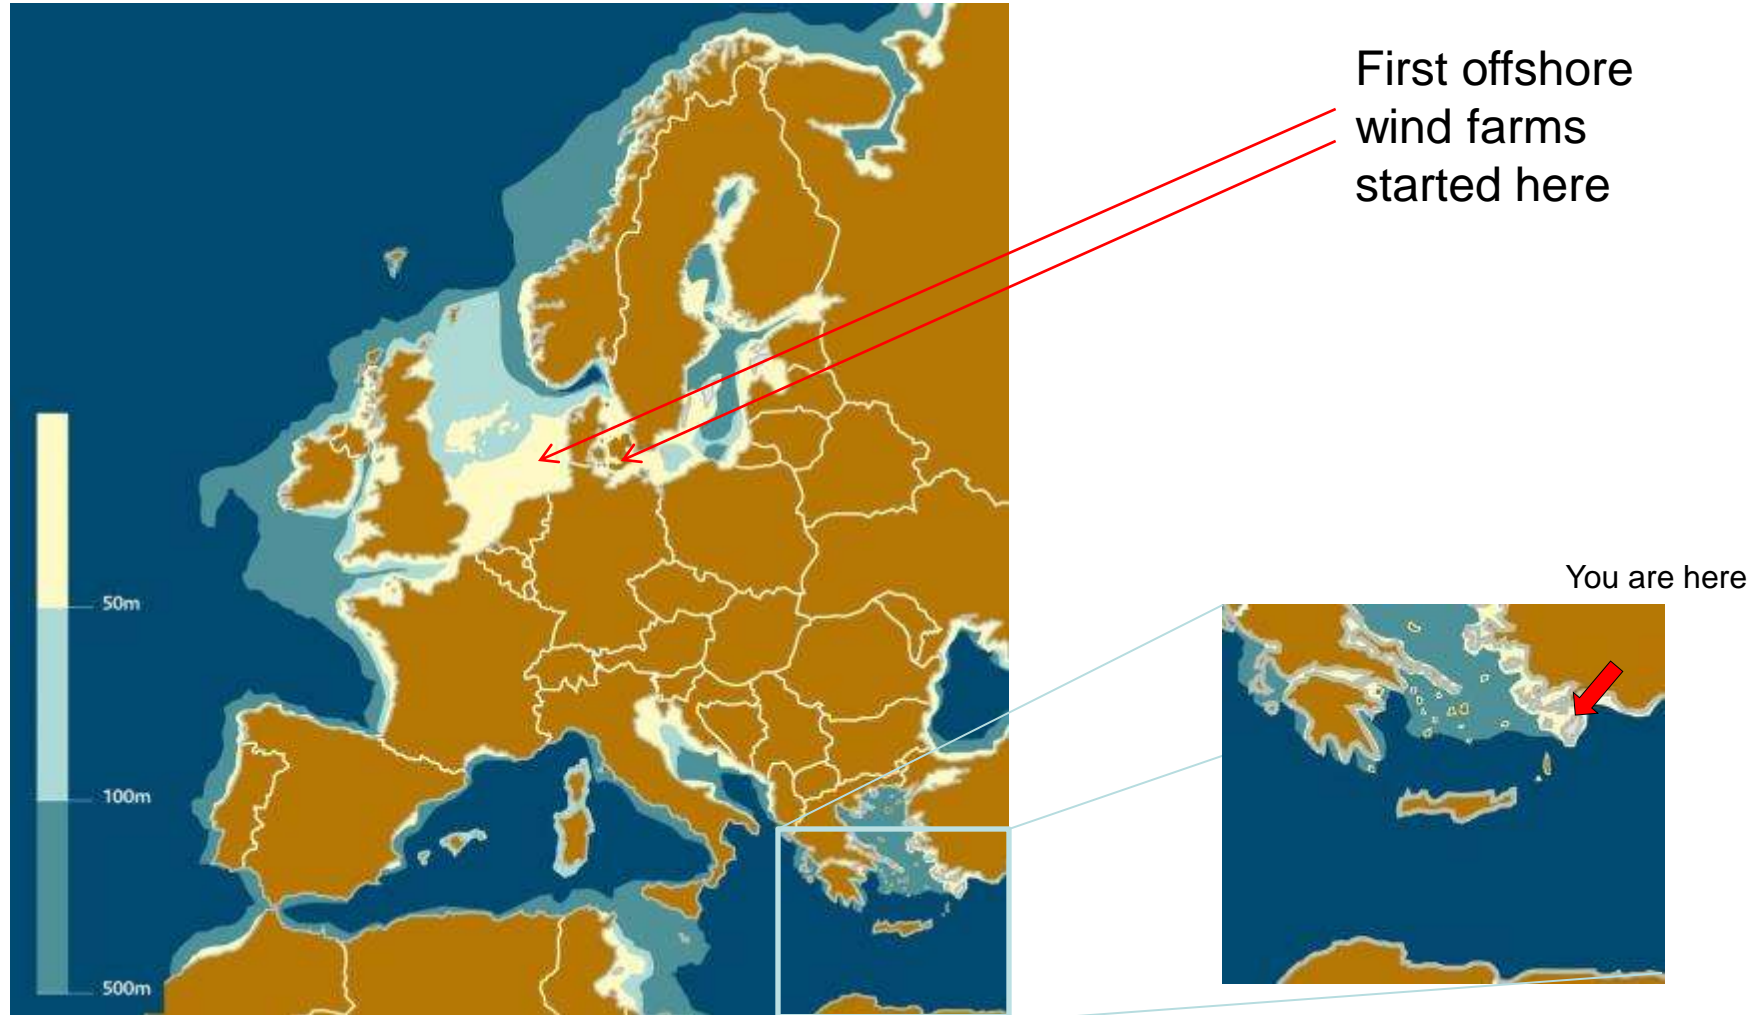 First offshore
wind farms
started here
You are here
50m
100m
500m